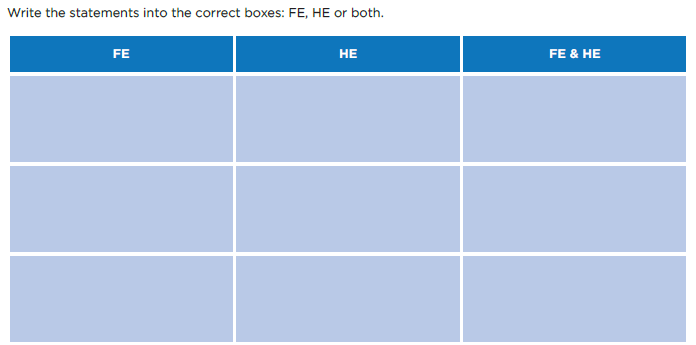 Write the statements into the correct boxes: FE, HE or both.
FE HE FE & HE